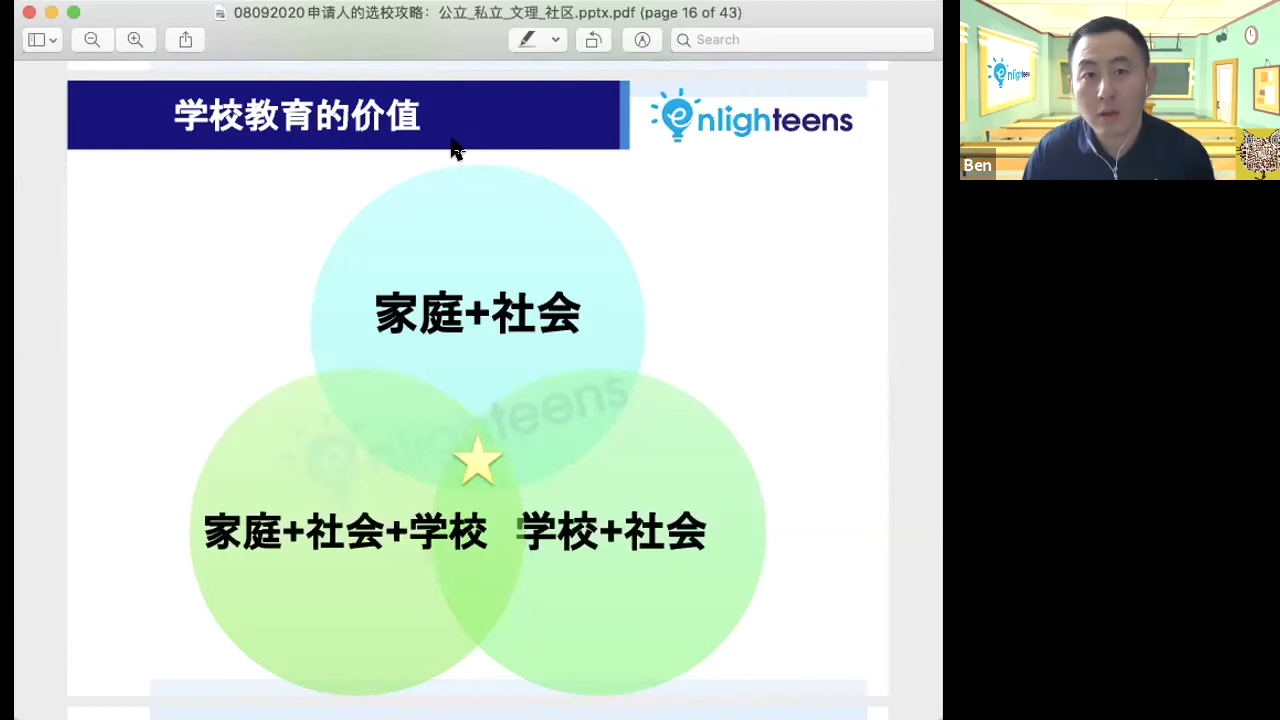 08092020申请人的选校攻略：公立_私立_文理_社区.pptx.pdf (page 16 of 43)
Search
学校教育的价值
enlighteens
enlighteens
Ben
家庭+社会
enlighteens
家庭+社会+学校
学校+社会